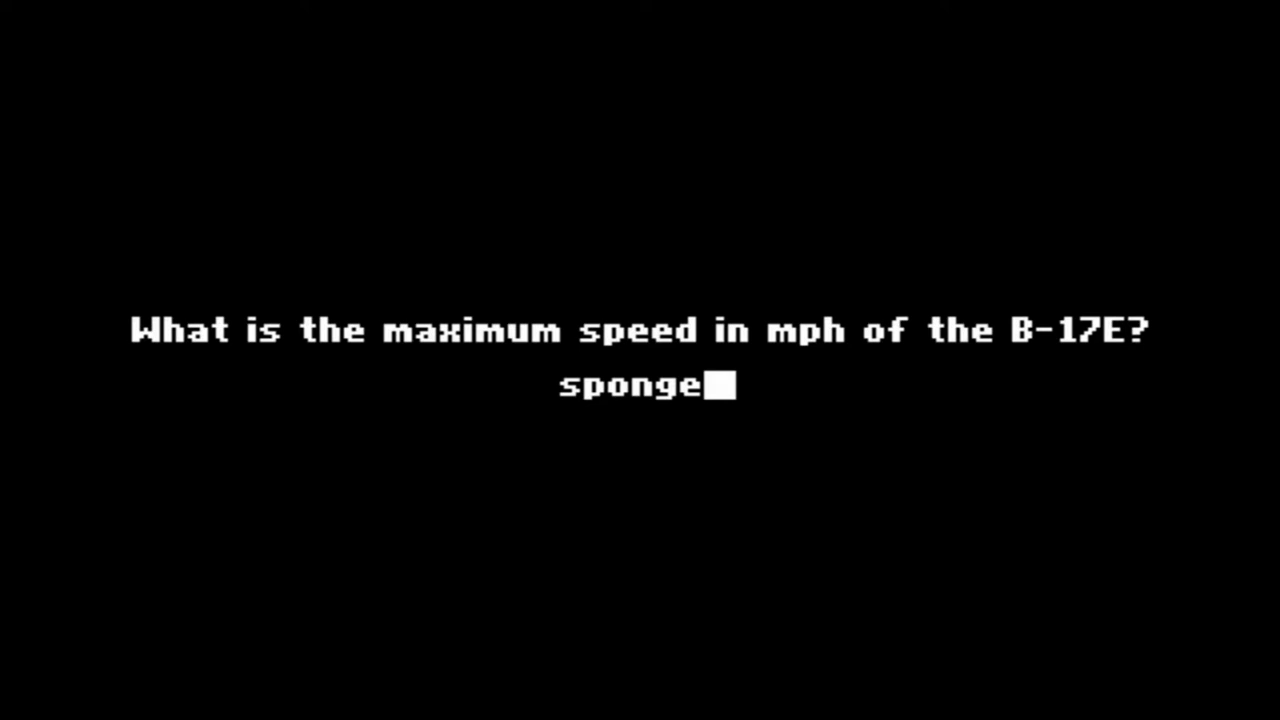 What is the maximum speed in mph of the B-17E?
sponge